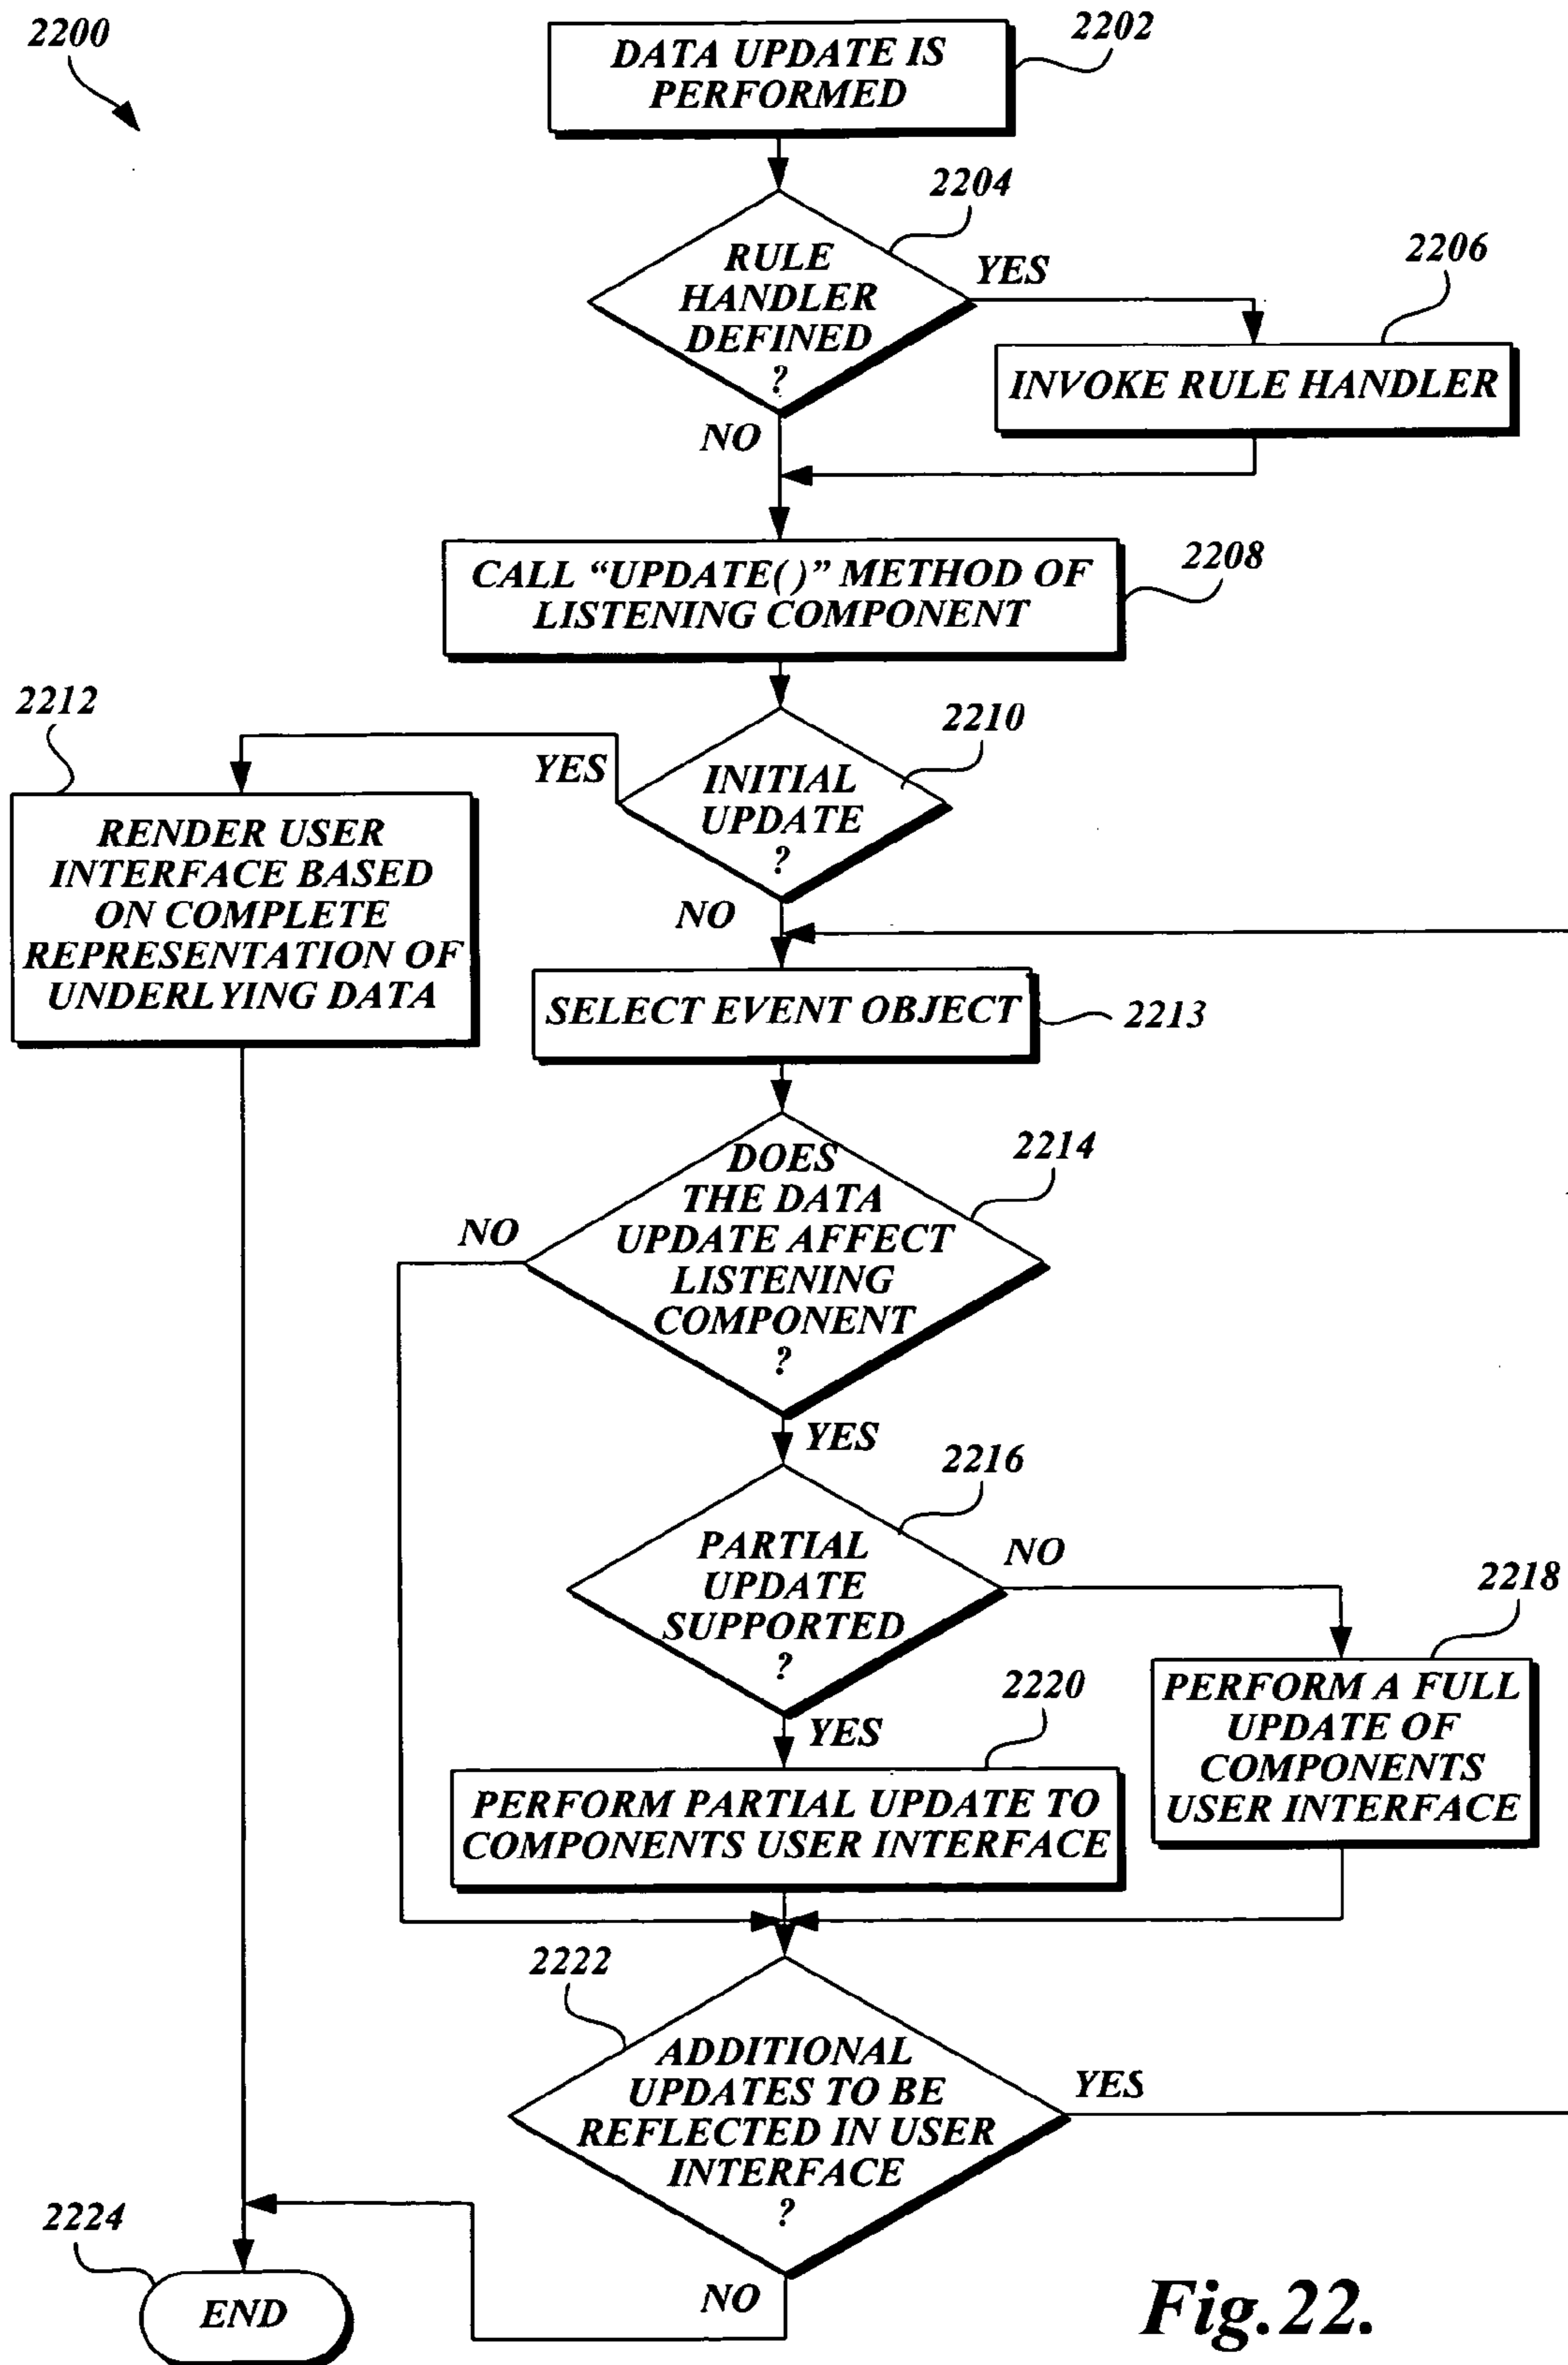 2200
DATA UPDATE IS
PERFORMED
2202
2204
RULE
HANDLER
DEFINED
?
YES
2206
INVOKE RULE HANDLER
NO
CALL “UPDATE( )” METHOD OF
LISTENING COMPONENT
2208
2212
2210
YES
INITIAL
UPDATE
?
RENDER USER
INTERFACE BASED
ON COMPLETE
REPRESENTATION OF
UNDERLYING DATA
NO
SELECT EVENT OBJECT
2213
2214
DOES
THE DATA
UPDATE AFFECT
LISTENING
COMPONENT
?
NO
YES
2216
PARTIAL
UPDATE
SUPPORTED
?
NO
2218
PERFORM A FULL
UPDATE OF
COMPONENTS
USER INTERFACE
YES
2220
PERFORM PARTIAL UPDATE TO
COMPONENTS USER INTERFACE
2222
ADDITIONAL
UPDATES TO BE
REFLECTED IN USER
INTERFACE
?
YES
NO
2224
END
Fig.22.